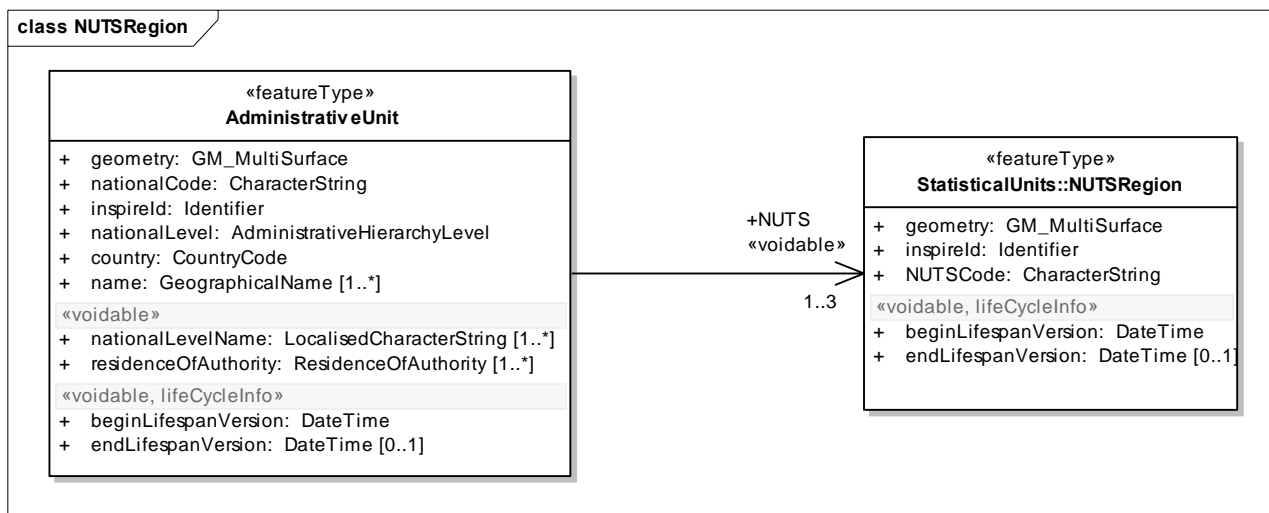 class NUTSRegion
«featureType»
AdministrativeUnit
+ geometry: GM_MultiSurface
+ nationalCode: CharacterString
+ inspireId: Identifier
+ nationalLevel: AdministrativeHierarchyLevel
+ country: CountryCode
+ name: GeographicalName [1..*]
«voidable»
+ nationalLevelName: LocalisedCharacterString [1..*]
+ residenceOfAuthority: ResidenceOfAuthority [1..*]
«voidable, lifeCycleInfo»
+ beginLifespanVersion: DateTime
+ endLifespanVersion: DateTime [0..1]
+NUTS
«voidable»
1..3
«featureType»
StatisticalUnits::NUTSRegion
+ geometry: GM_MultiSurface
+ inspireId: Identifier
+ NUTSCode: CharacterString
«voidable, lifeCycleInfo»
+ beginLifespanVersion: DateTime
+ endLifespanVersion: DateTime [0..1]